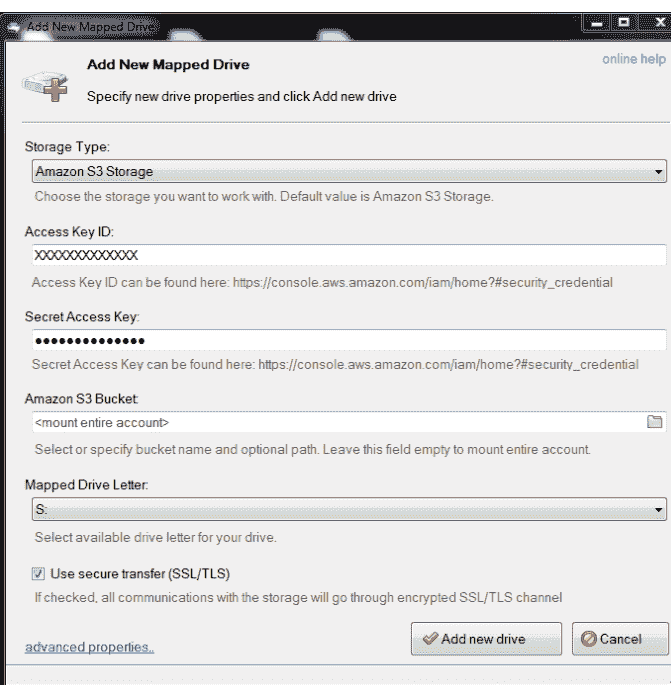 Add New Mapped Drive
Add New Mapped Drive
online help
Specify new drive properties and click Add new drive
Storage Type:
Amazon S3 Storage
Choose the storage you want to work with. Default value is Amazon S3 Storage.
Access Key ID:
XXXXXXXXXXXXX
Access Key ID can be found here: https://console.aws.amazon.com/iam/home?#security_credential
Secret Access Key:
●●●●●●●●●●●●●●
Secret Access Key can be found here: https://console.aws.amazon.com/iam/home?#security_credential
Amazon S3 Bucket:
<mount entire account>
Select or specify bucket name and optional path. Leave this field empty to mount entire account.
Mapped Drive Letter:
S:
Select available drive letter for your drive.
Use secure transfer (SSL/TLS)
If checked, all communications with the storage will go through encrypted SSL/TLS channel
advanced properties..
Add new drive
Cancel